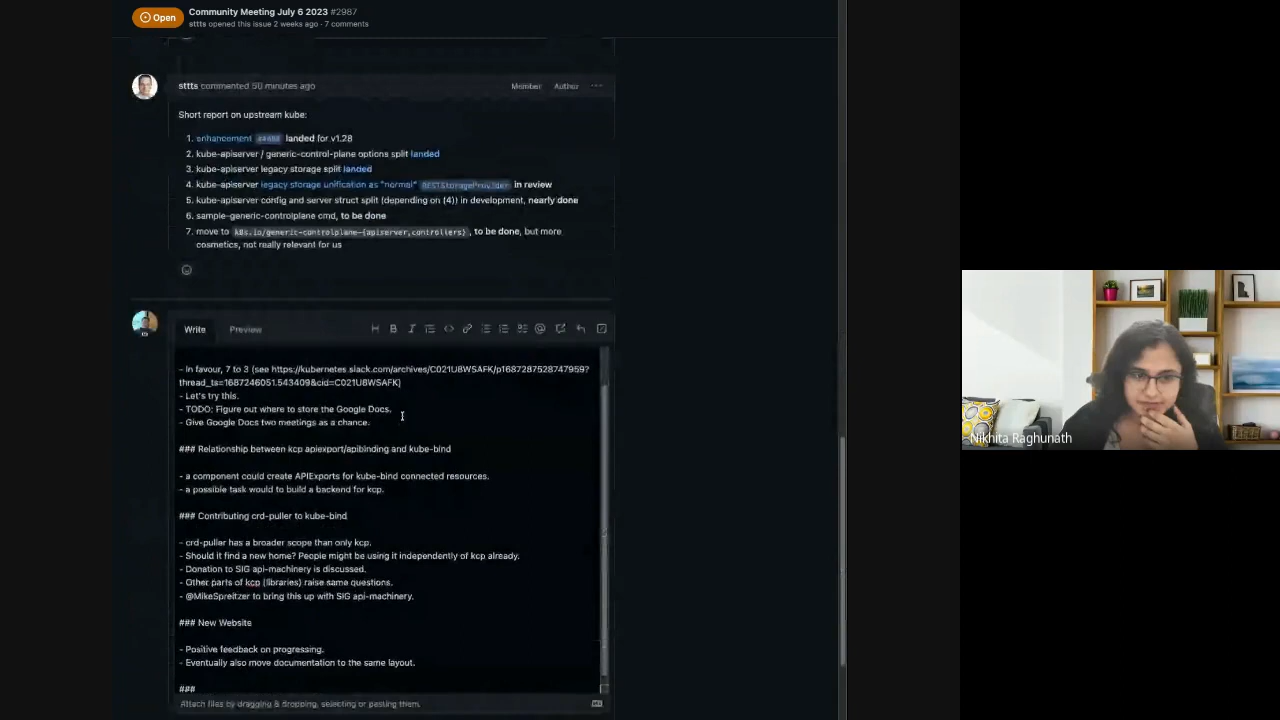 Open
Community Meeting July 6 2023 #2987
sttts opened this issue 2 weeks ago · 7 comments
sttts commented 50 minutes ago
Member
Author
Short report on upstream kube:
1. enhancement landed for v1.28
2. kube-apiserver / generic-control-plane options split landed
3. kube-apiserver legacy storage split landed
4. kube-apiserver legacy storage unification as "normal" RESTStorageProvider in review
5. kube-apiserver config and server struct split (depending on (4)) in development, nearly done
6. sample-generic-controlplane cmd, to be done
7. move to k8s.io/generic-controlplane-{apiserver,controllers}, to be done, but more
cosmetics, not really relevant for us
Write
Preview
- In favour, 7 to 3 (see https://kubernetes.slack.com/archives/C021U8WSAFK/p1687287528747959?
thread_ts=1687246051.543409&cid=C021U8WSAFK)
- Let's try this.
- TODO: Figure out where to store the Google Docs.
- Give Google Docs two meetings as a chance.
### Relationship between kcp apiexport/apibinding and kube-bind
- a component could create APIExports for kube-bind connected resources.
- a possible task would to build a backend for kcp.
### Contributing crd-puller to kube-bind
- crd-puller has a broader scope than only kcp.
- Should it find a new home? People might be using it independently of kcp already.
- Donation to SIG api-machinery is discussed.
- Other parts of kcp (libraries) raise same questions.
- @MikeSpreitzer to bring this up with SIG api-machinery.
### New Website
- Positive feedback on progressing.
- Eventually also move documentation to the same layout.
###
Attach files by dragging & dropping, selecting or pasting them.
Nikhita Raghunath